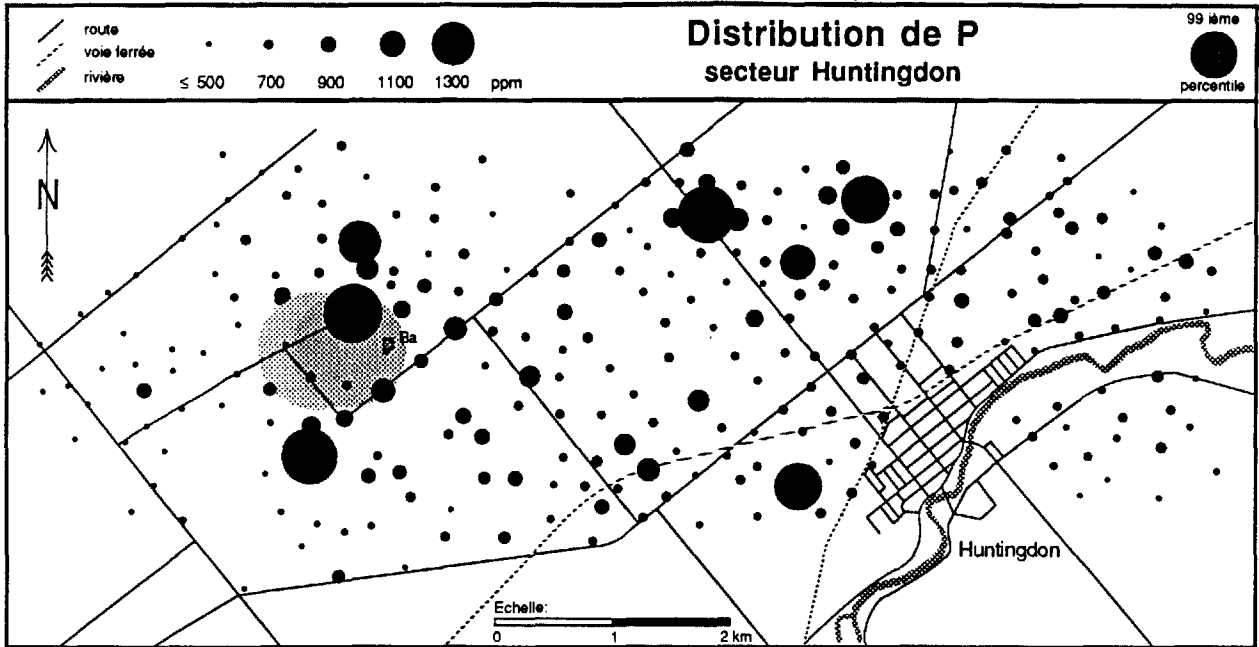 route
voie ferrée
rivière
≤ 500 700 900 1100 1300 ppm
Distribution de P
secteur Huntingdon
99 ième
percentile
N
Ba
Huntingdon
Echelle:
0 1 2 km